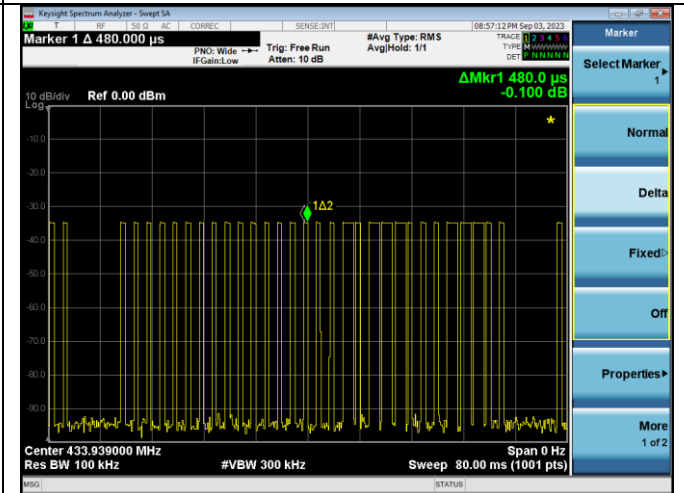 Keysight Spectrum Analyzer - Swept SA
T RF 50 Ω AC CORREC SENSE:INT 08:57:12 PM Sep 03, 2023
Marker 1 Δ 480.000 µs
PNO: Wide
IFGain:Low
Trig: Free Run
Atten: 10 dB
#Avg Type: RMS
Avg|Hold: 1/1
TRACE 1 2 3 4 5 6
TYPE M WWWWW
DET P N N N N N
ΔMkr1 480.0 µs
-0.100 dB
10 dB/div
Log
Ref 0.00 dBm
-10.0
-20.0
-30.0
-40.0
-50.0
-60.0
-70.0
-80.0
-90.0
1Δ2
*
Center 433.939000 MHz
Res BW 100 kHz
#VBW 300 kHz
Span 0 Hz
Sweep 80.00 ms (1001 pts)
MSG
STATUS
Marker
Select Marker
1
Normal
Delta
Fixed
Off
Properties
More
1 of 2